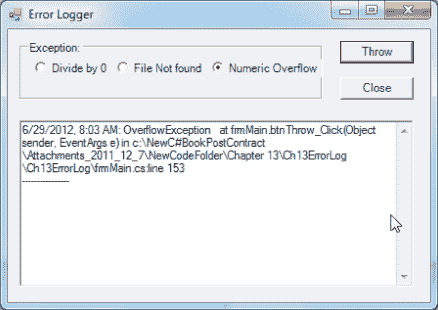 Error Logger
Exception:
Divide by 0 File Not found Numeric Overflow
Throw
Close
6/29/2012, 8:03 AM: OverflowException at frmMain.btnThrow_Click(Object
sender, EventArgs e) in c:\NewC#BookPostContract
\Attachments_2011_12_7\NewCodeFolder\Chapter 13\Ch13ErrorLog
\Ch13ErrorLog\frmMain.cs:line 153
----------------